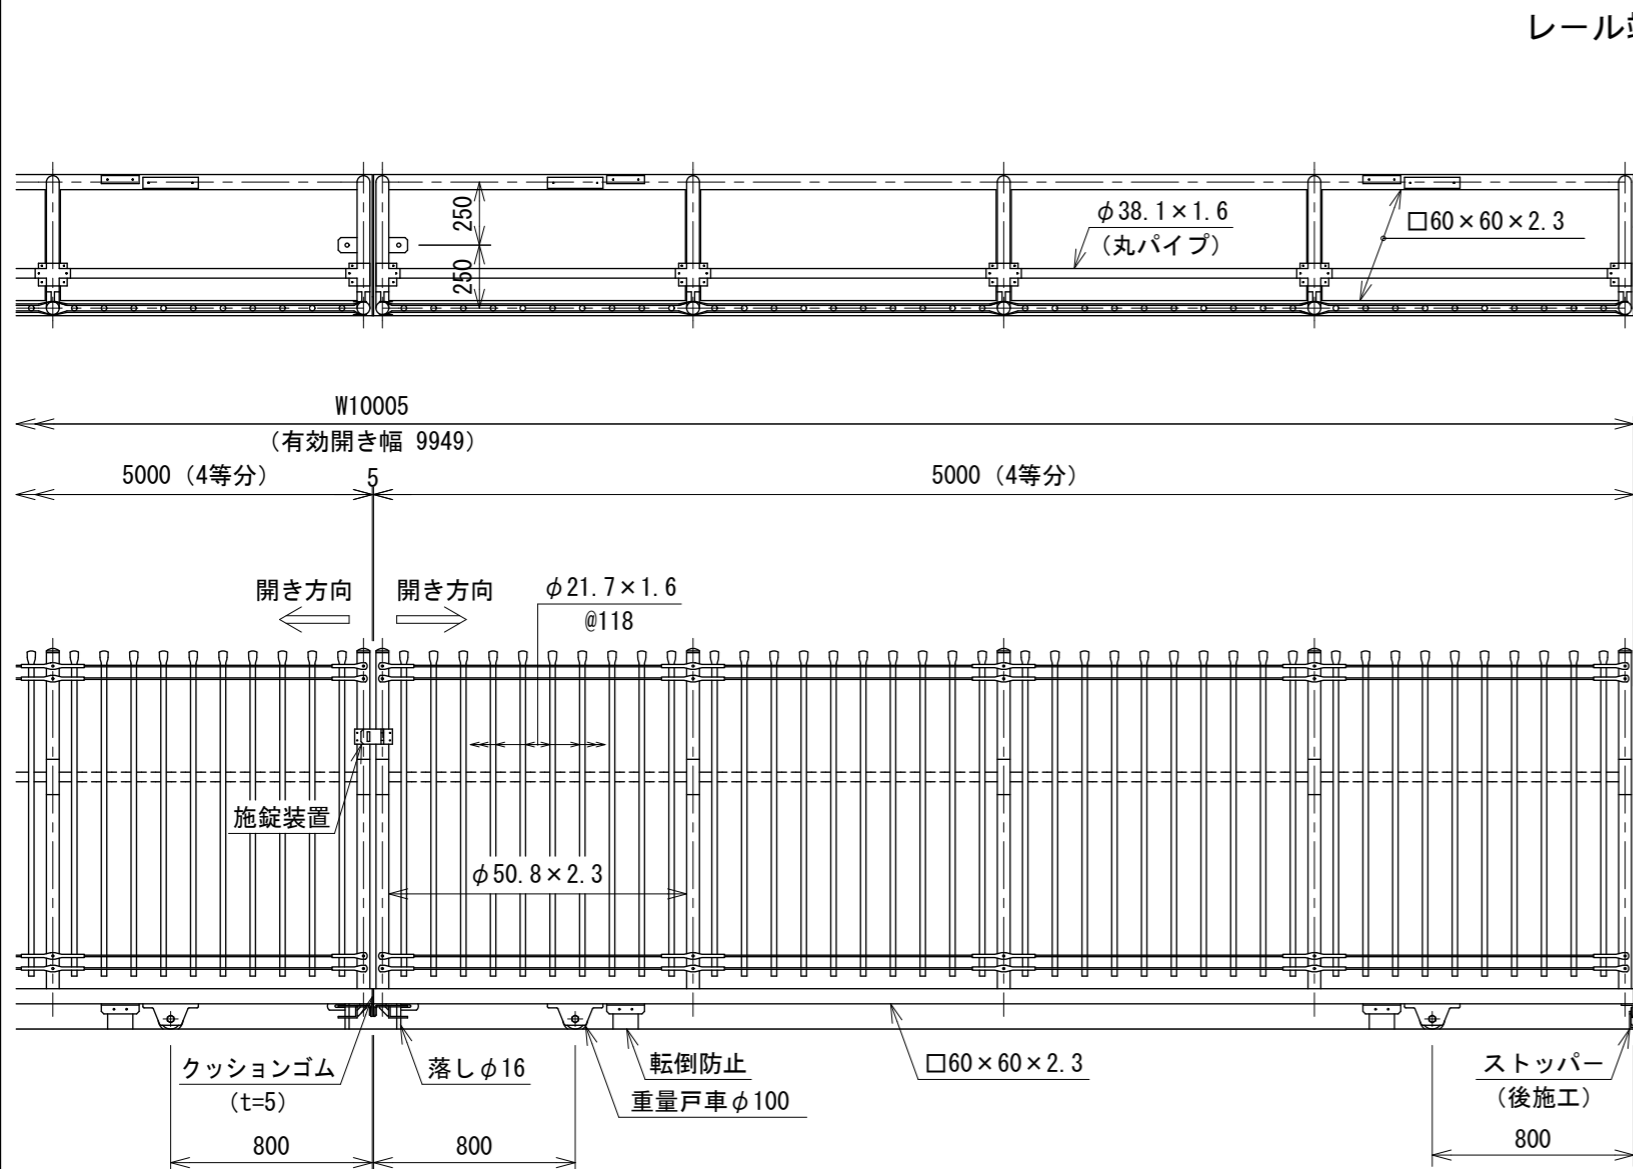 レール
250
250
φ38.1×1.6
(丸パイプ)
□60×60×2.3
W10005
(有効開き幅 9949)
5000 (4等分)
5
5000 (4等分)
開き方向
開き方向
φ21.7×1.6
@118
施錠装置
φ50.8×2.3
クッションゴム
(t=5)
落しφ16
転倒防止
重量戸車φ100
□60×60×2.3
ストッパー
(後施工)
800
800
800